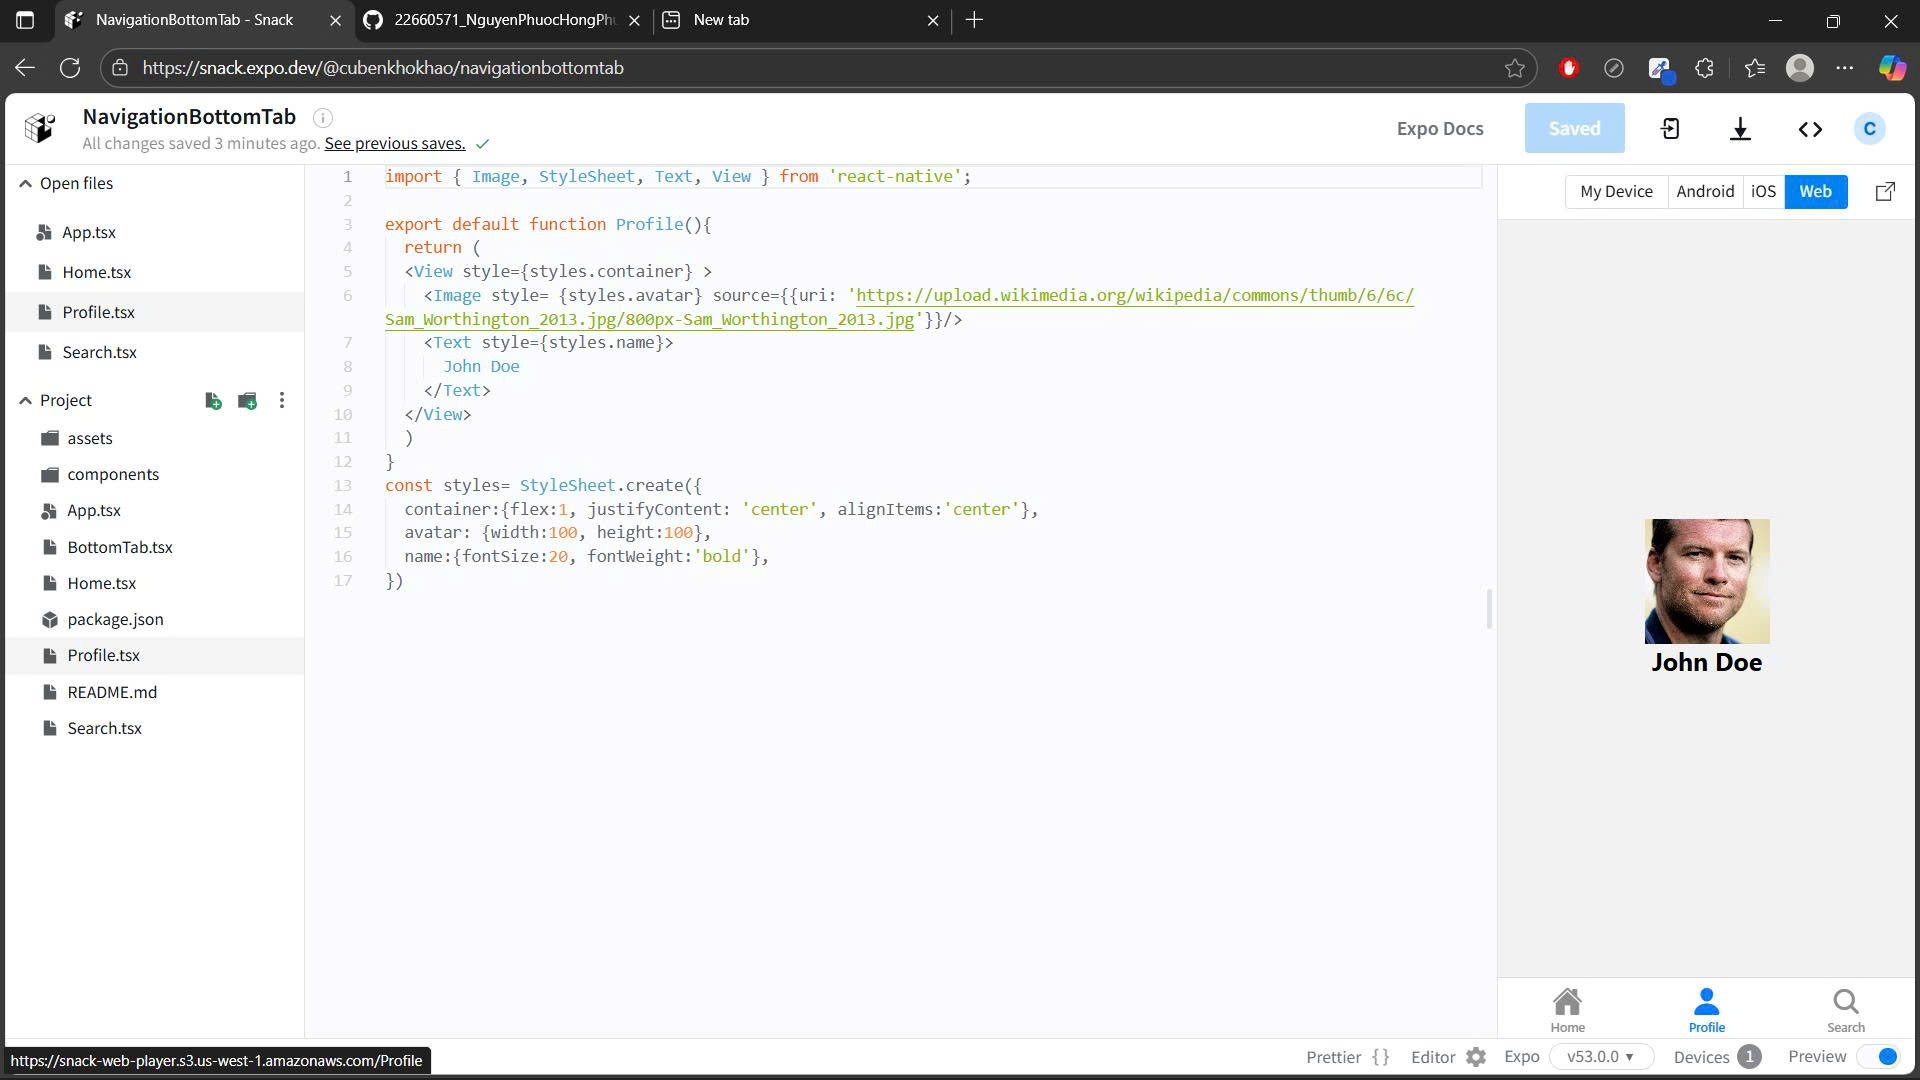 NavigationBottomTab - Snack
22660571_NguyenPhuocHongPh
New tab
https://snack.expo.dev/@cubenkhokhao/navigationbottomtab
NavigationBottomTab
All changes saved 3 minutes ago. See previous saves.
Expo Docs
Saved
C
Open files
App.tsx
Home.tsx
Profile.tsx
Search.tsx
Project
assets
components
App.tsx
BottomTab.tsx
Home.tsx
package.json
Profile.tsx
README.md
Search.tsx
1 import { Image, StyleSheet, Text, View } from 'react-native';
2
3 export default function Profile(){
4 return (
5 <View style={styles.container} >
6 <Image style= {styles.avatar} source={{uri: 'https://upload.wikimedia.org/wikipedia/commons/thumb/6/6c/
Sam_Worthington_2013.jpg/800px-Sam_Worthington_2013.jpg'}}/>
7 <Text style={styles.name}>
8 John Doe
9 </Text>
10 </View>
11 )
12 }
13 const styles= StyleSheet.create({
14 container:{flex:1, justifyContent: 'center', alignItems:'center'},
15 avatar: {width:100, height:100},
16 name:{fontSize:20, fontWeight:'bold'},
17 })
My Device
Android
iOS
Web
John Doe
Home
Profile
Search
https://snack-web-player.s3.us-west-1.amazonaws.com/Profile
Prettier { }
Editor
Expo
v53.0.0
Devices 1
Preview